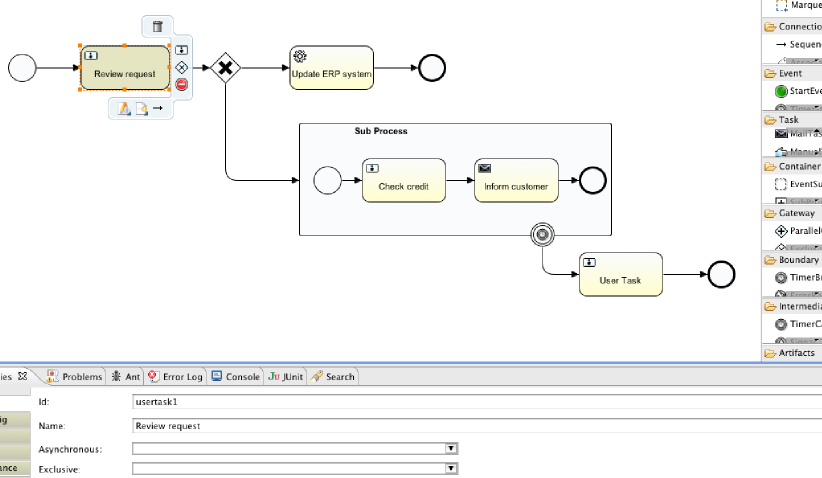 Marque
Connectio
Sequen
Event
StartEve
Task
MailTas
Manual
Container
EventSu
Gateway
Parallel
Boundary
TimerB
Intermedia
TimerC
Artifacts
Review request
Update ERP system
Sub Process
Check credit
Inform customer
User Task
ies
Problems
Ant
Error Log
Console
JUnit
Search
ig
ance
Id:
usertask1
Name:
Review request
Asynchronous:
Exclusive: